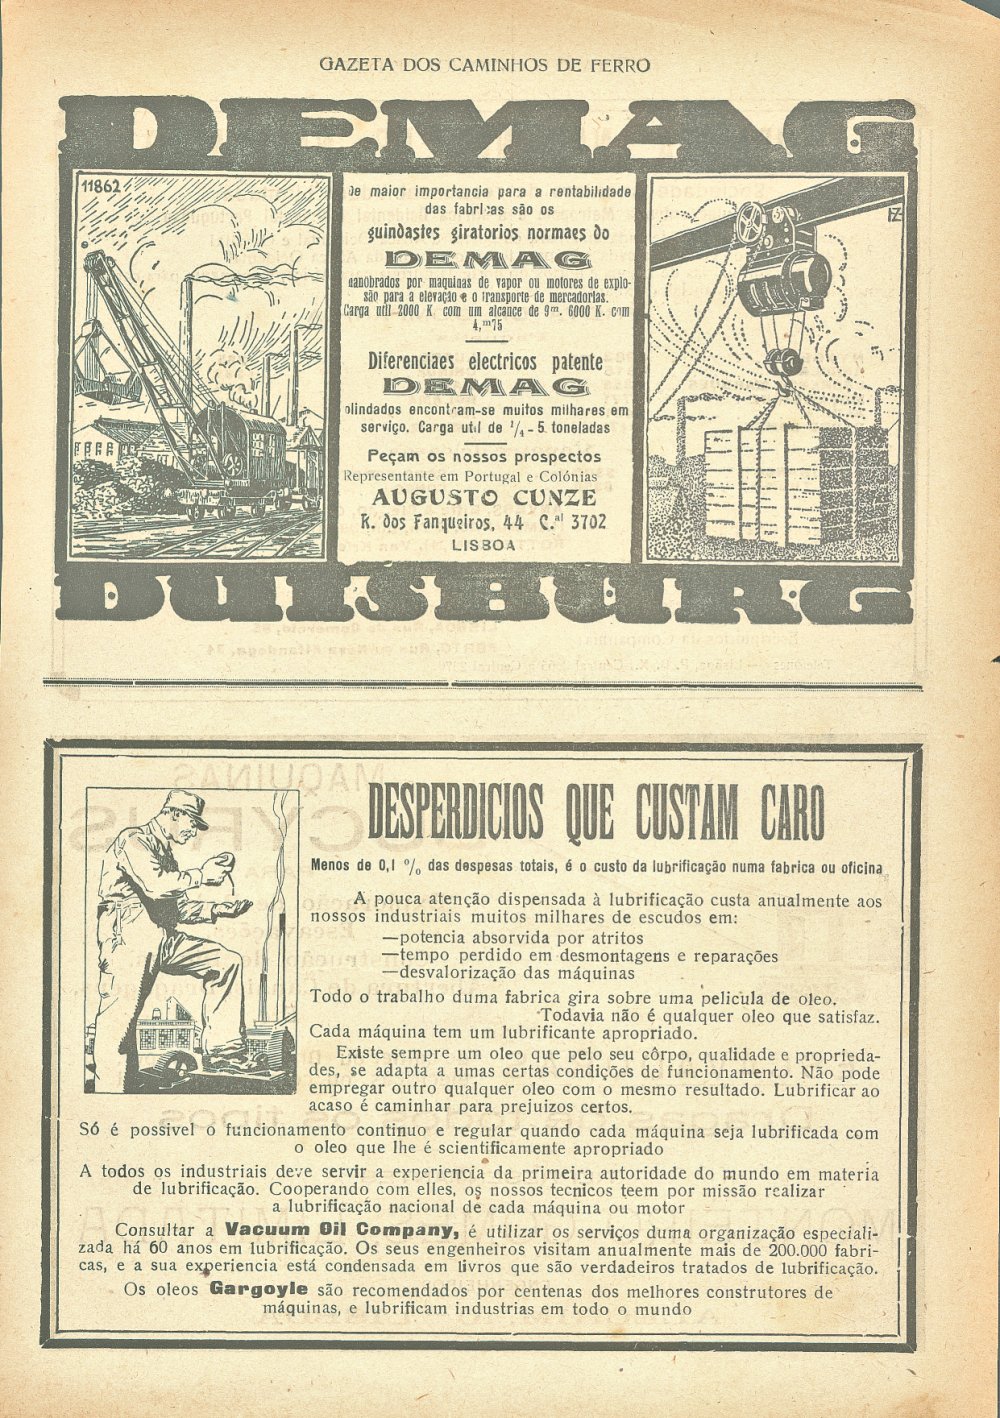 GAZETA DOS CAMINHOS DE FERRO
DEMAG
11862
De maior importancia para a rentabilidade
das fabricas são os
guindastes giratorios normaes do
DEMAG
manobrados por maquinas de vapor ou motores de explo-
são para a elevação e o transporte de mercadorias.
Carga util 2000 K. com um alcance de 9m. 6000 K. com
4,m75
Diferenciaes electricos patente
DEMAG
blindados encontram-se muitos milhares em
serviço. Carga util de 1/4 - 5 toneladas
Peçam os nossos prospectos
Representante em Portugal e Colónias
AUGUSTO CUNZE
R. dos Fanqueiros, 44 C.al 3702
LISBOA
DUISBURG
DESPERDICIOS QUE CUSTAM CARO
Menos de 0,1 % das despesas totais, é o custo da lubrificação numa fabrica ou oficina
A pouca atenção dispensada à lubrificação custa anualmente aos
nossos industriais muitos milhares de escudos em:
—potencia absorvida por atritos
—tempo perdido em desmontagens e reparações
—desvalorização das máquinas
Todo o trabalho duma fabrica gira sobre uma pelicula de oleo.
Todavia não é qualquer oleo que satisfaz.
Cada máquina tem um lubrificante apropriado.
Existe sempre um oleo que pelo seu côrpo, qualidade e proprieda-
des, se adapta a umas certas condições de funcionamento. Não pode
empregar outro qualquer oleo com o mesmo resultado. Lubrificar ao
acaso é caminhar para prejuizos certos.
Só é possivel o funcionamento continuo e regular quando cada máquina seja lubrificada com
o oleo que lhe é scientificamente apropriado
A todos os industriais deve servir a experiencia da primeira autoridade do mundo em materia
de lubrificação. Cooperando com elles, os nossos tecnicos teem por missão realizar
a lubrificação nacional de cada máquina ou motor
Consultar a Vacuum Oil Company, é utilizar os serviços duma organização especiali-
zada há 60 anos em lubrificação. Os seus engenheiros visitam anualmente mais de 200.000 fabri-
cas, e a sua experiencia está condensada em livros que são verdadeiros tratados de lubrificação.
Os oleos Gargoyle são recomendados por centenas dos melhores construtores de
máquinas, e lubrificam industrias em todo o mundo